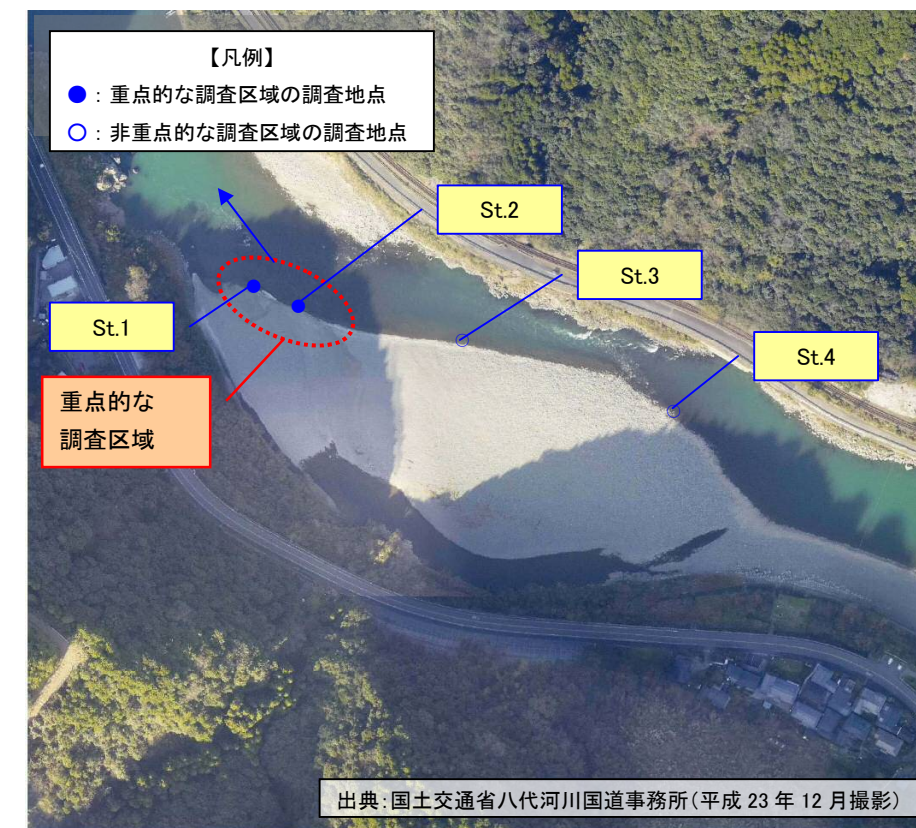 【凡例】
●：重点的な調査区域の調査地点
○：非重点的な調査区域の調査地点
St.2
St.3
St.1
St.4
重点的な
調査区域
出典：国土交通省八代河川国道事務所（平成 23 年 12 月撮影）